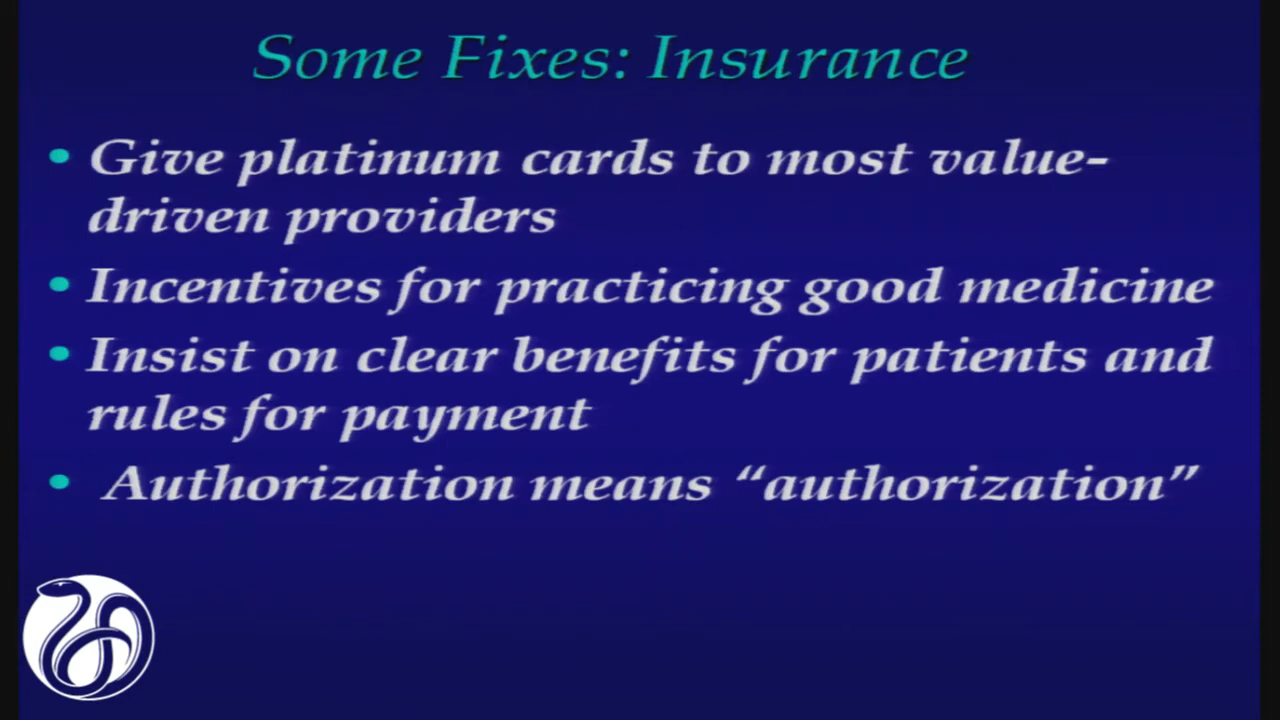 Some Fixes: Insurance
• Give platinum cards to most value-
driven providers
• Incentives for practicing good medicine
• Insist on clear benefits for patients and
rules for payment
• Authorization means “authorization”